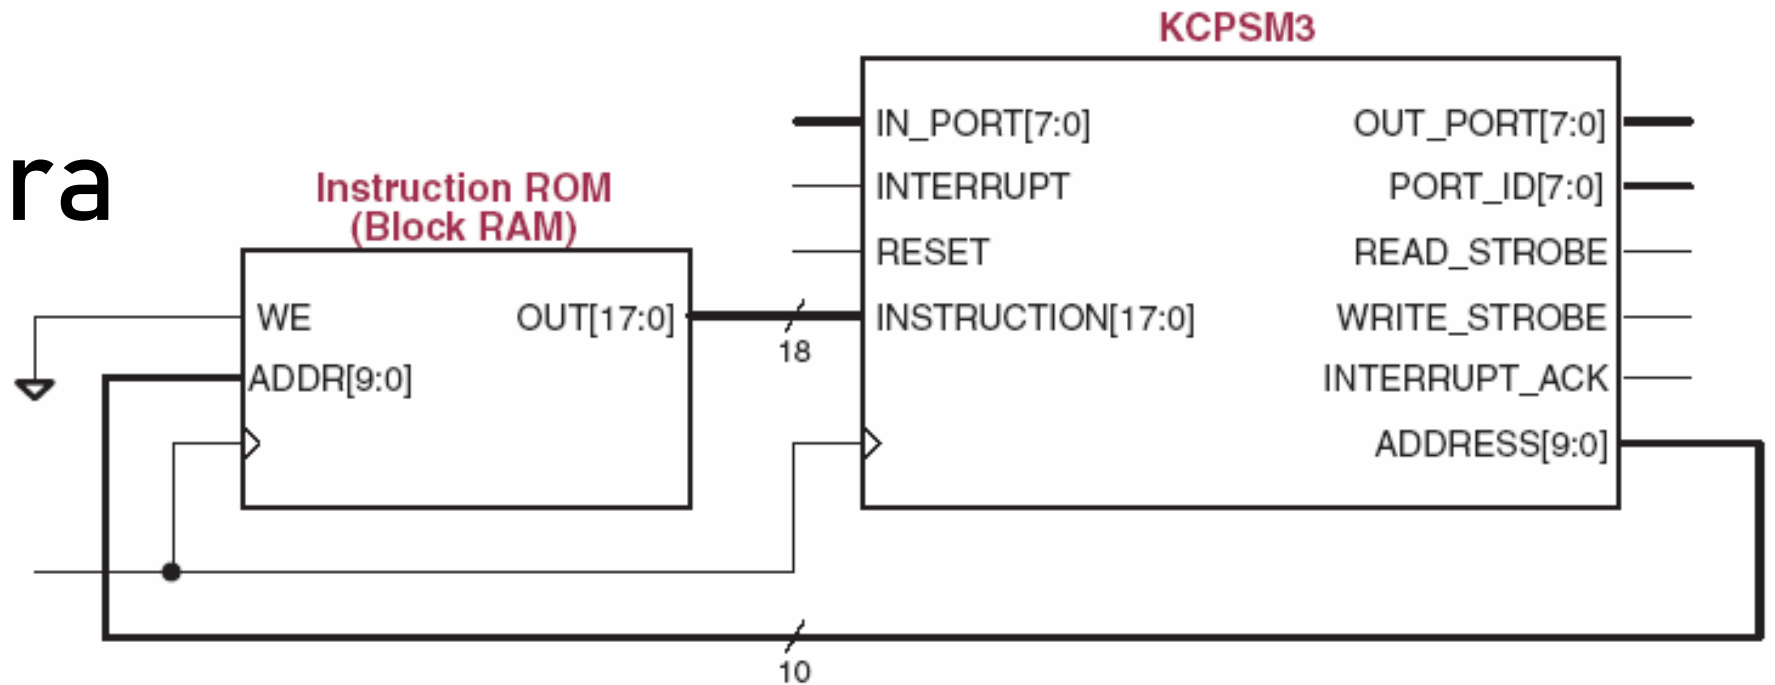 KCPSM3
ra
Instruction ROM
(Block RAM)
WE
OUT[17:0]
ADDR[9:0]
18
IN_PORT[7:0]
INTERRUPT
RESET
INSTRUCTION[17:0]
OUT_PORT[7:0]
PORT_ID[7:0]
READ_STROBE
WRITE_STROBE
INTERRUPT_ACK
ADDRESS[9:0]
10